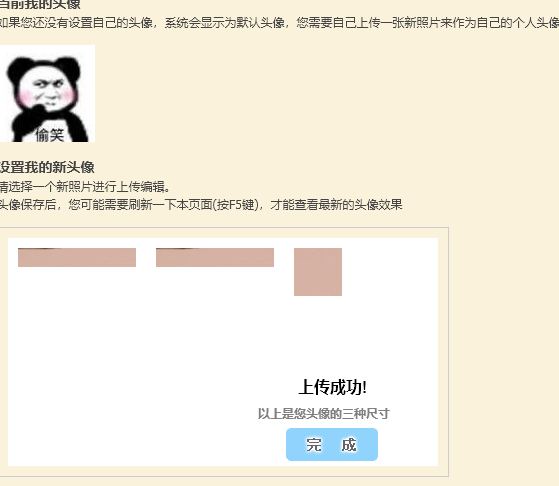 当前我的头像
如果您还没有设置自己的头像，系统会显示为默认头像，您需要自己上传一张新照片来作为自己的个人头像
偷笑
设置我的新头像
请选择一个新照片进行上传编辑。
头像保存后，您可能需要刷新一下本页面(按F5键)，才能查看最新的头像效果
上传成功!
以上是您头像的三种尺寸
完 成